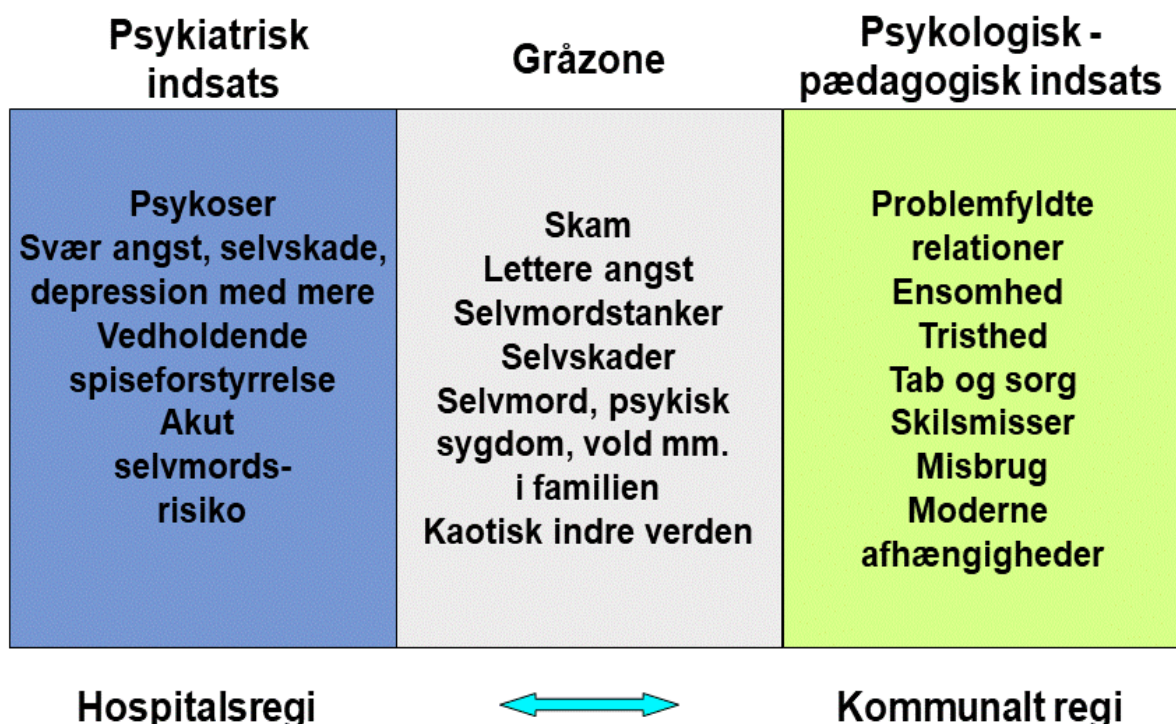 Psykiatrisk
indsats
Gråzone
Psykologisk -
pædagogisk indsats
Psykoser
Svær angst, selvskade,
depression med mere
Vedholdende
spiseforstyrrelse
Akut
selvmords-
risiko
Skam
Lettere angst
Selvmordstanker
Selvskader
Selvmord, psykisk
sygdom, vold mm.
i familien
Kaotisk indre verden
Problemfyldte
relationer
Ensomhed
Tristhed
Tab og sorg
Skilsmisser
Misbrug
Moderne
afhængigheder
Hospitalsregi
Kommunalt regi